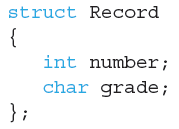 struct Record
{
   int number;
   char grade;
};